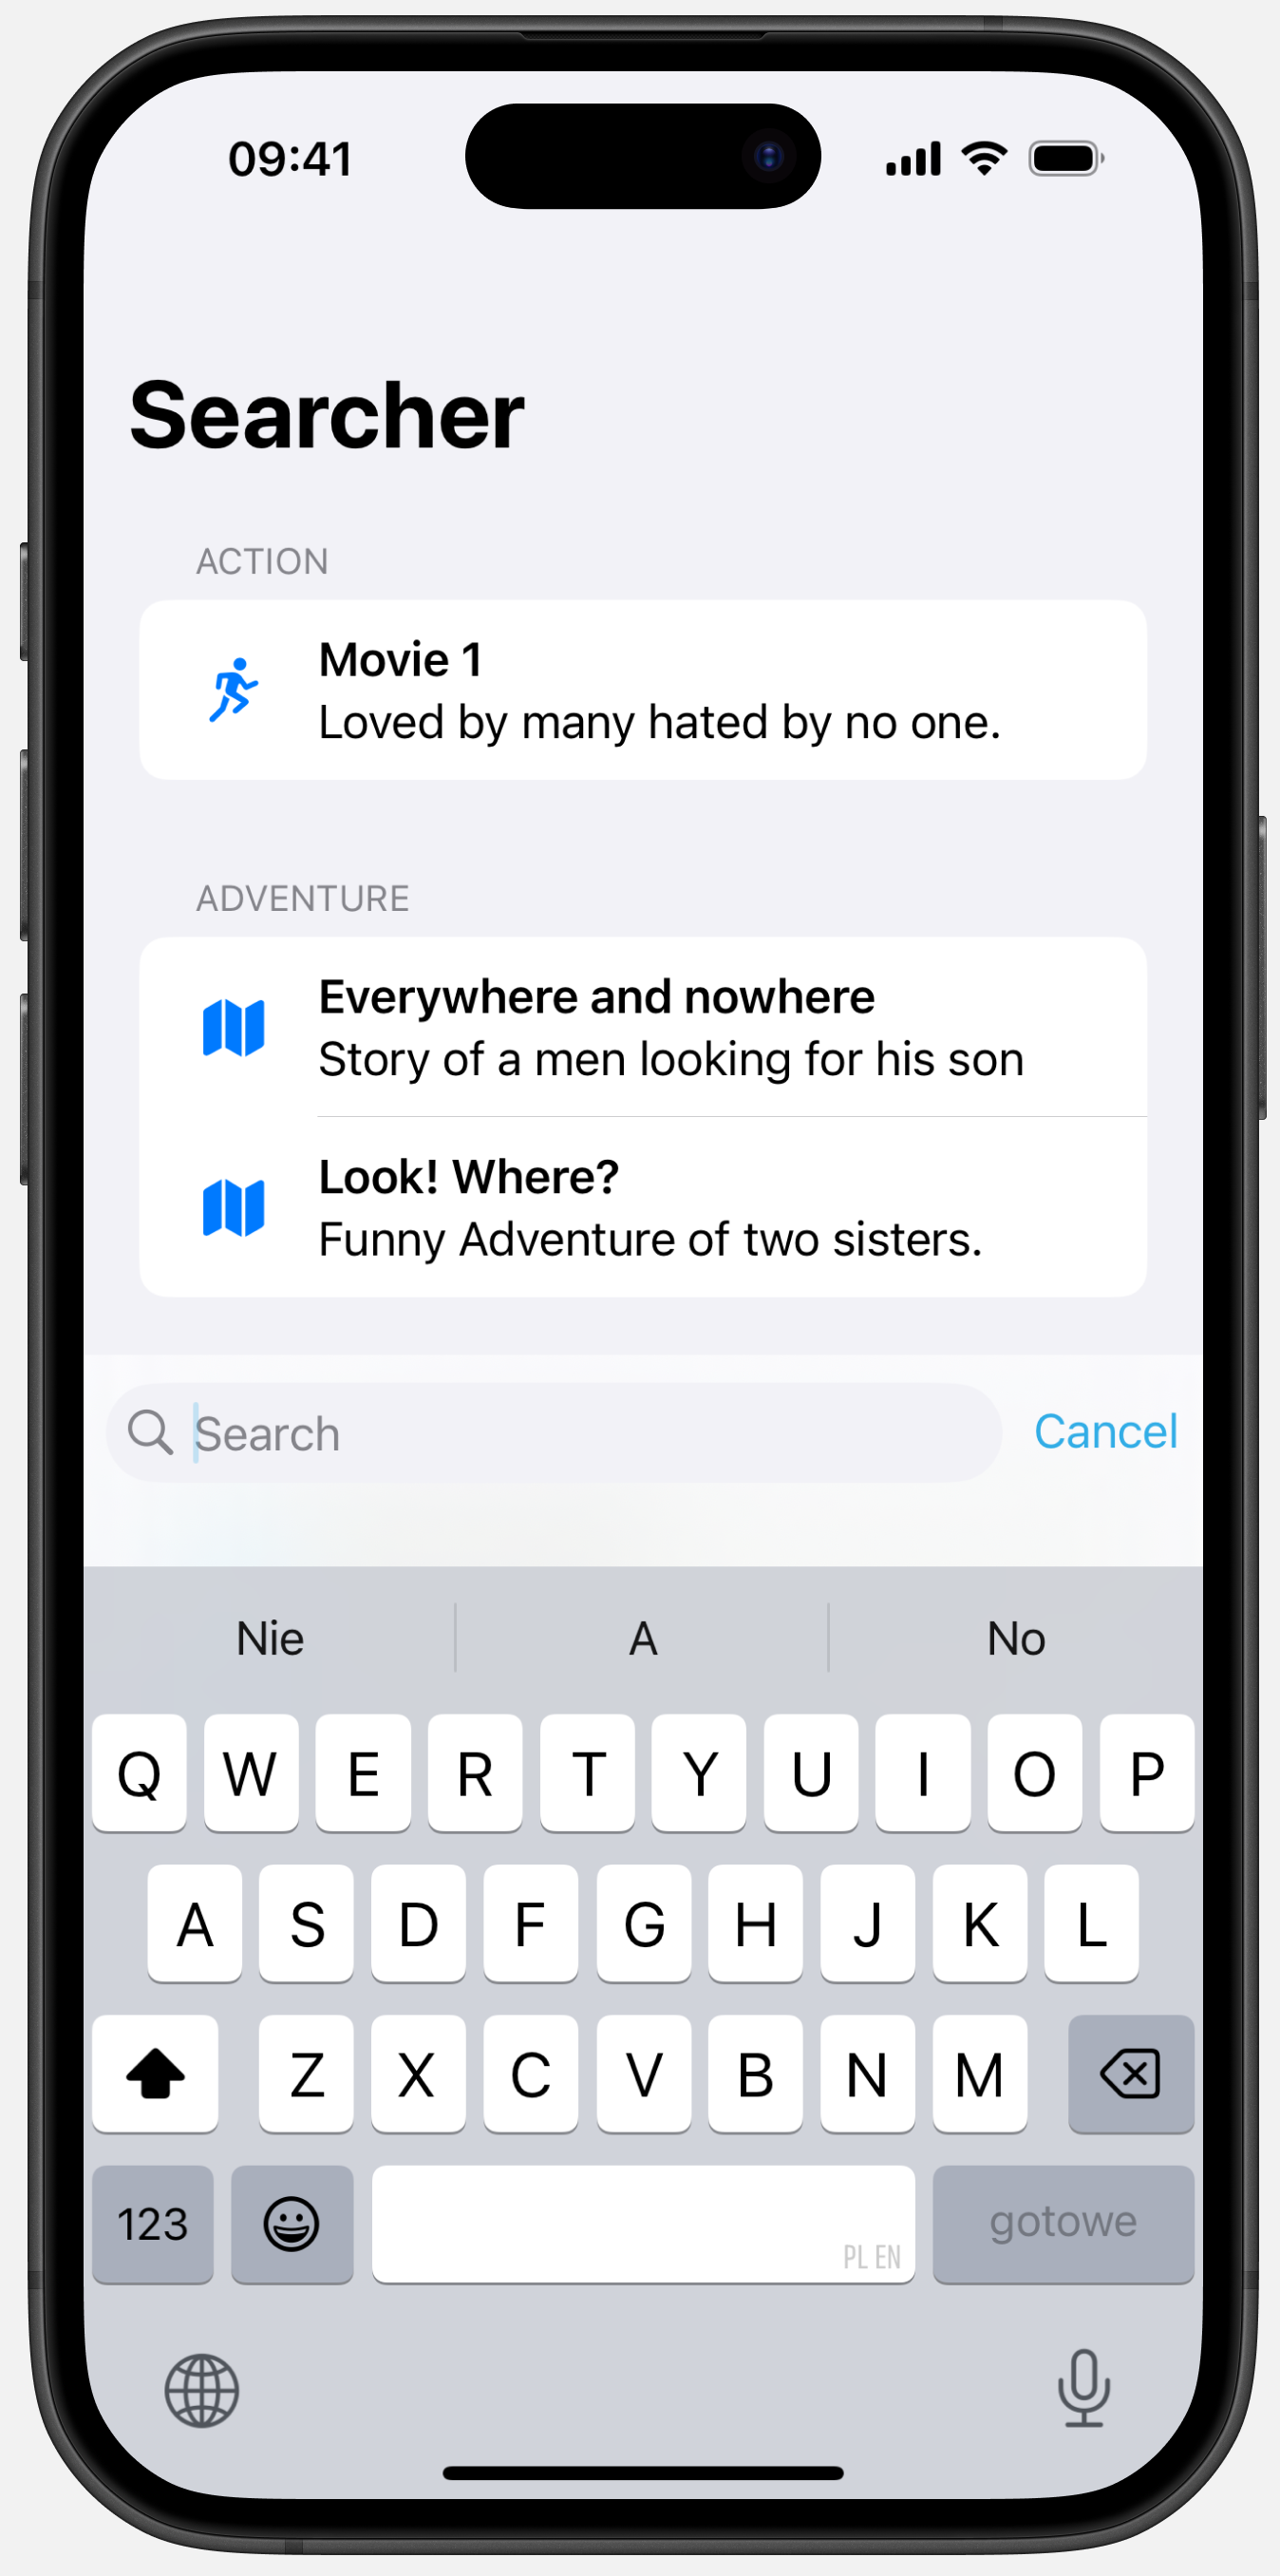 09:41
Searcher
ACTION
Movie 1
Loved by many hated by no one.
ADVENTURE
Everywhere and nowhere
Story of a men looking for his son
Look! Where?
Funny Adventure of two sisters.
Search Cancel
Nie A No
Q W E R T Y U I O P
A S D F G H J K L
Z X C V B N M
123 gotowe
PL EN